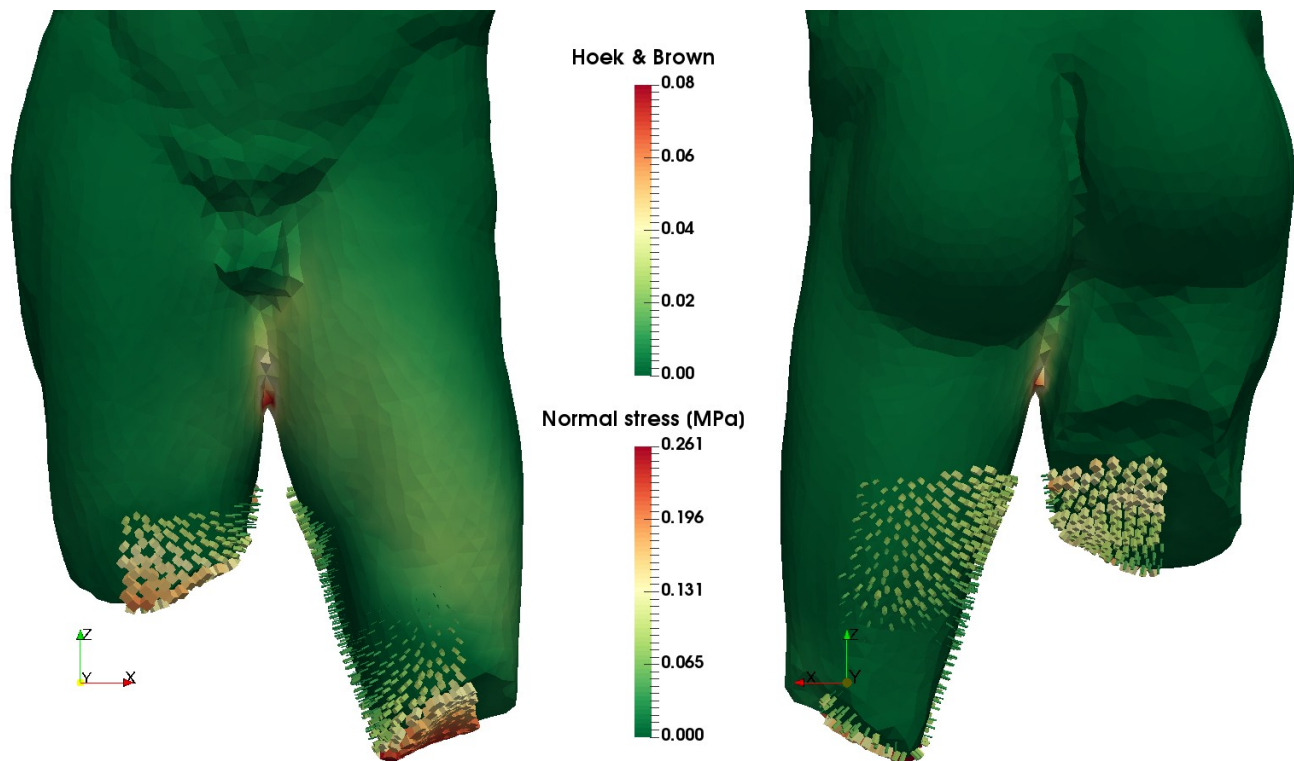 Hoek & Brown
0.08
0.06
0.04
0.02
0.00
Normal stress (MPa)
0.261
0.196
0.131
0.065
0.000
Z
Y
X
Z
X
Y